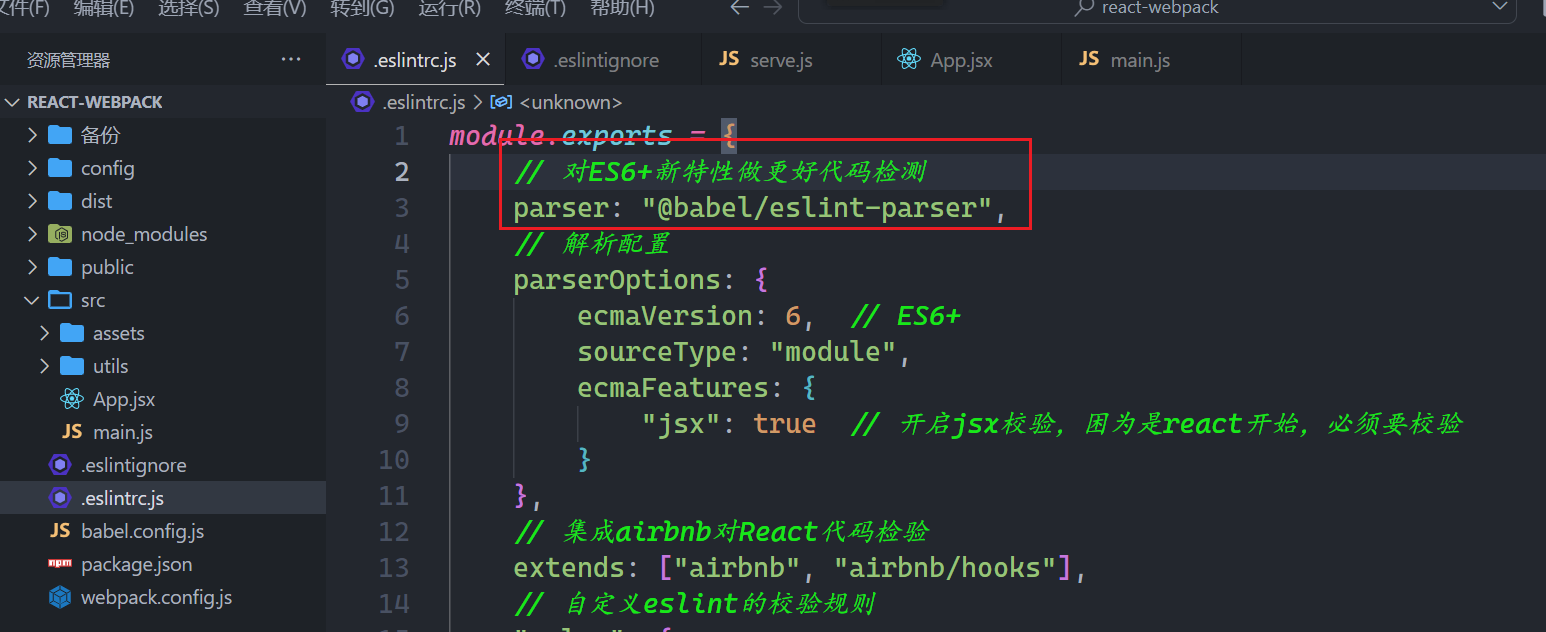 文件(F) 编辑(E) 选择(S) 查看(V) 转到(G) 运行(R) 终端(T) 帮助(H) ← → react-webpack
资源管理器 ···
.eslintrc.js × .eslintignore JS serve.js App.jsx JS main.js
REACT-WEBPACK
备份
config
dist
node_modules
public
src
assets
utils
App.jsx
JS main.js
.eslintignore
.eslintrc.js
JS babel.config.js
npm package.json
webpack.config.js
.eslintrc.js > <unknown>
1 module.exports = {
2 // 对ES6+新特性做更好代码检测
3 parser: "@babel/eslint-parser",
4 // 解析配置
5 parserOptions: {
6 ecmaVersion: 6, // ES6+
7 sourceType: "module",
8 ecmaFeatures: {
9 "jsx": true // 开启jsx校验, 因为是react开始, 必须要校验
10 }
11 },
12 // 集成airbnb对React代码检验
13 extends: ["airbnb", "airbnb/hooks"],
14 // 自定义eslint的校验规则